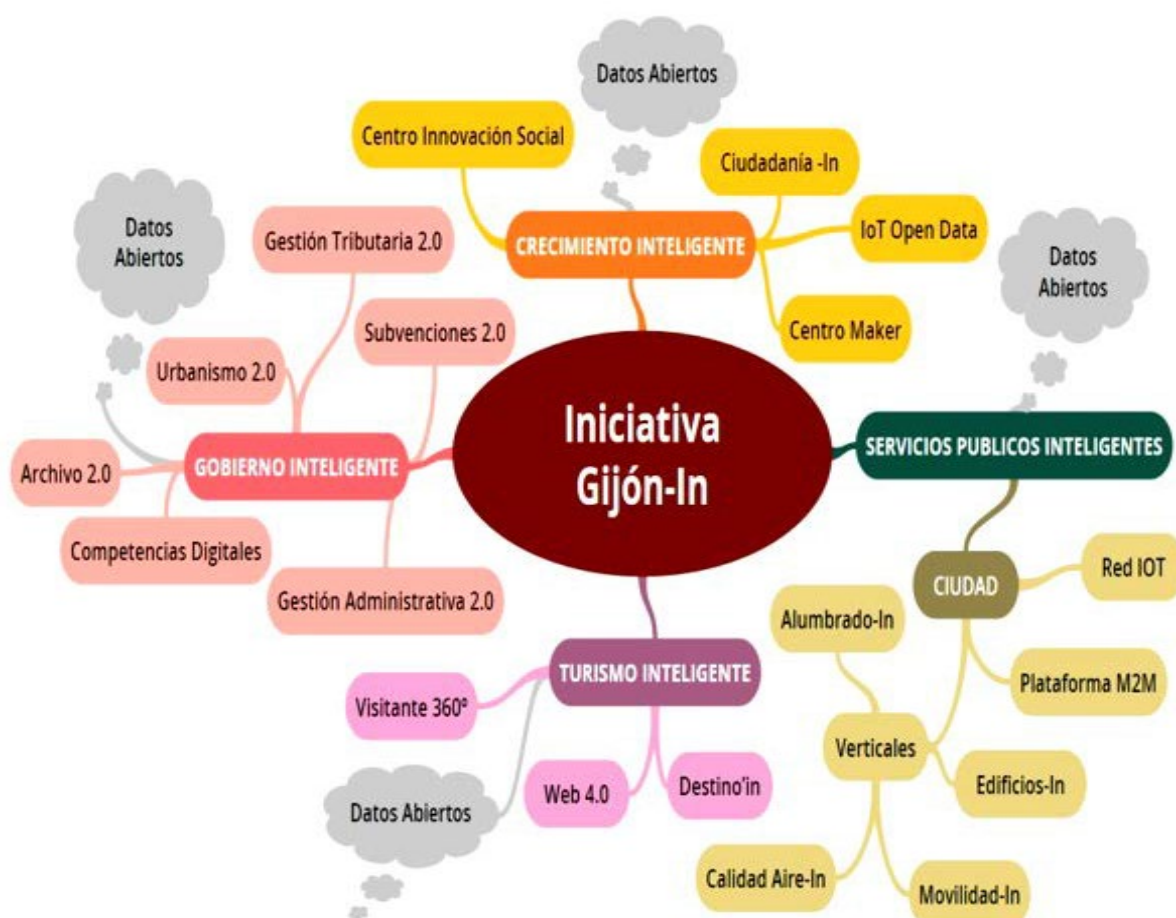 Datos Abiertos
Centro Innovación Social
Ciudadanía -In
IoT Open Data
Centro Maker
CRECIMIENTO INTELIGENTE
Datos
Abiertos
Gestión Tributaria 2.0
Subvenciones 2.0
Urbanismo 2.0
Archivo 2.0
GOBIERNO INTELIGENTE
Competencias Digitales
Gestión Administrativa 2.0
Iniciativa
Gijón-In
Datos
Abiertos
SERVICIOS PUBLICOS INTELIGENTES
CIUDAD
Red IOT
Alumbrado-In
Plataforma M2M
Verticales
Edificios-In
Calidad Aire-In
Movilidad-In
TURISMO INTELIGENTE
Visitante 360º
Web 4.0
Destino'in
Datos Abiertos